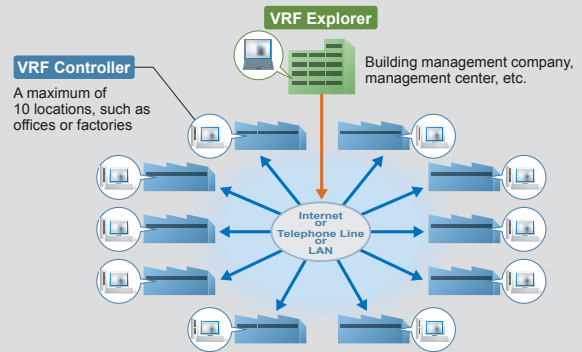 VRF Explorer
Building management company,
management center, etc.
VRF Controller
A maximum of
10 locations, such as
offices or factories
Internet
or
Telephone Line
or
LAN